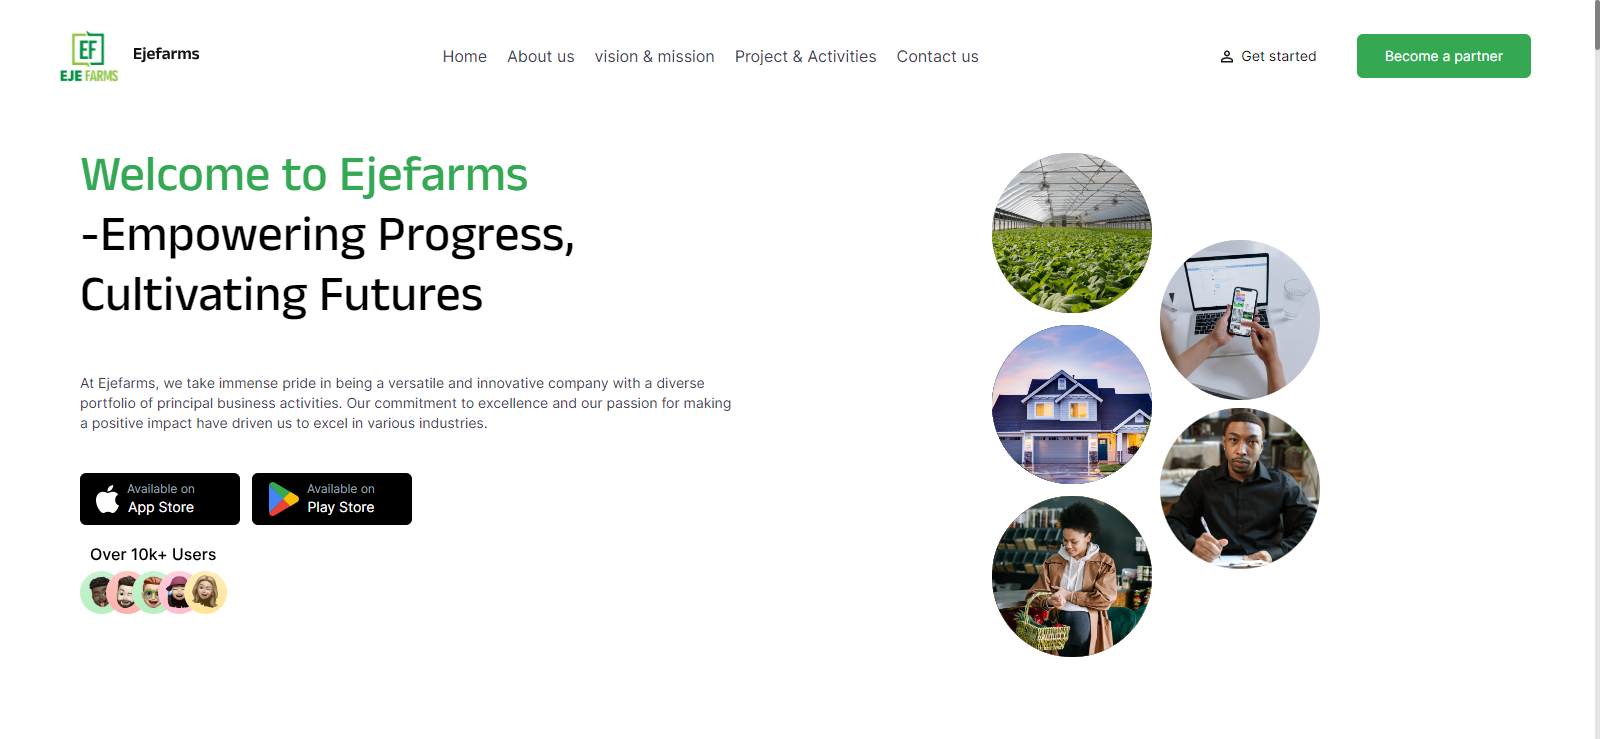 EF
EJE FARMS
Ejefarms
Home
About us
vision & mission
Project & Activities
Contact us
Get started
Become a partner
Welcome to Ejefarms
-Empowering Progress,
Cultivating Futures
At Ejefarms, we take immense pride in being a versatile and innovative company with a diverse
portfolio of principal business activities. Our commitment to excellence and our passion for making
a positive impact have driven us to excel in various industries.
Available on
App Store
Available on
Play Store
Over 10k+ Users